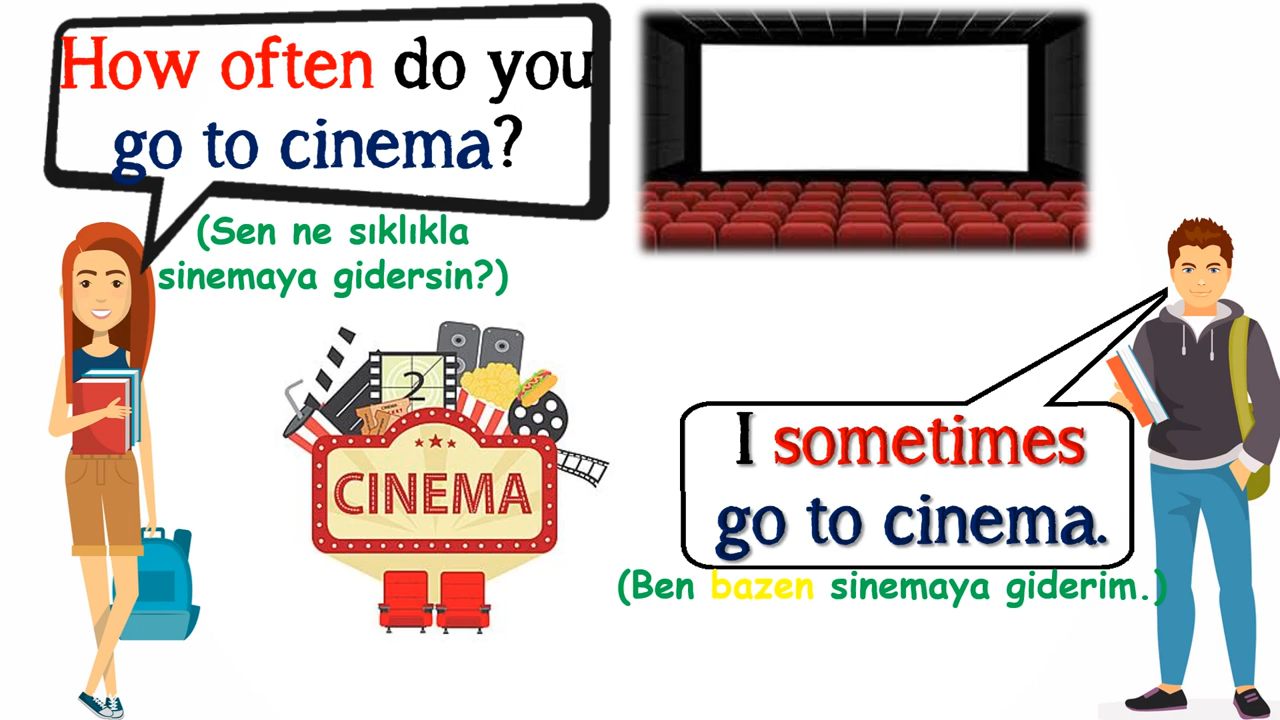 How often do you
go to cinema?
(Sen ne sıklıkla
sinemaya gidersin?)
2
CINEMA
I sometimes
go to cinema.
(Ben bazen sinemaya giderim.)